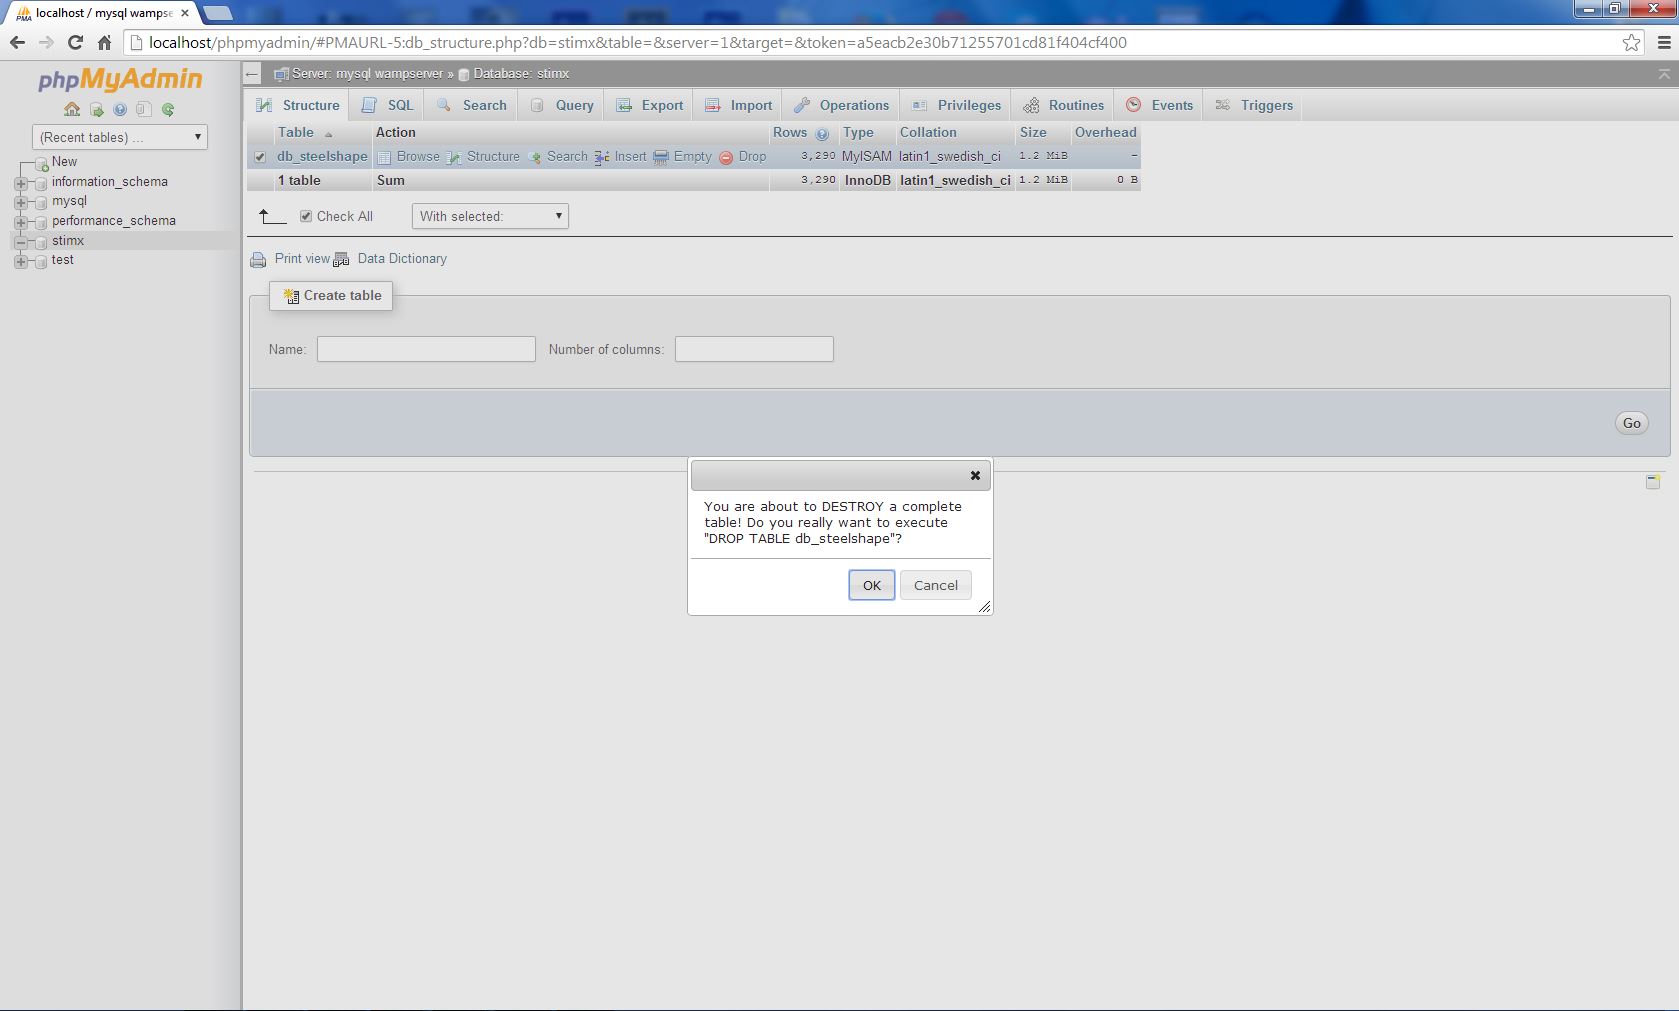 localhost / mysql wampse
localhost/phpmyadmin/#PMAURL-5:db_structure.php?db=stimx&table=&server=1&target=&token=a5eacb2e30b71255701cd81f404cf400
phpMyAdmin
(Recent tables) ...
New
information_schema
mysql
performance_schema
stimx
test
Server: mysql wampserver » Database: stimx
Structure SQL Search Query Export Import Operations Privileges Routines Events Triggers
Table Action Rows Type Collation Size Overhead
db_steelshape Browse Structure Search Insert Empty Drop 3,290 MyISAM latin1_swedish_ci 1.2 MiB -
1 table Sum 3,290 InnoDB latin1_swedish_ci 1.2 MiB 0 B
Check All With selected:
Print view Data Dictionary
Create table
Name: Number of columns:
Go
You are about to DESTROY a complete
table! Do you really want to execute
"DROP TABLE db_steelshape"?
OK Cancel